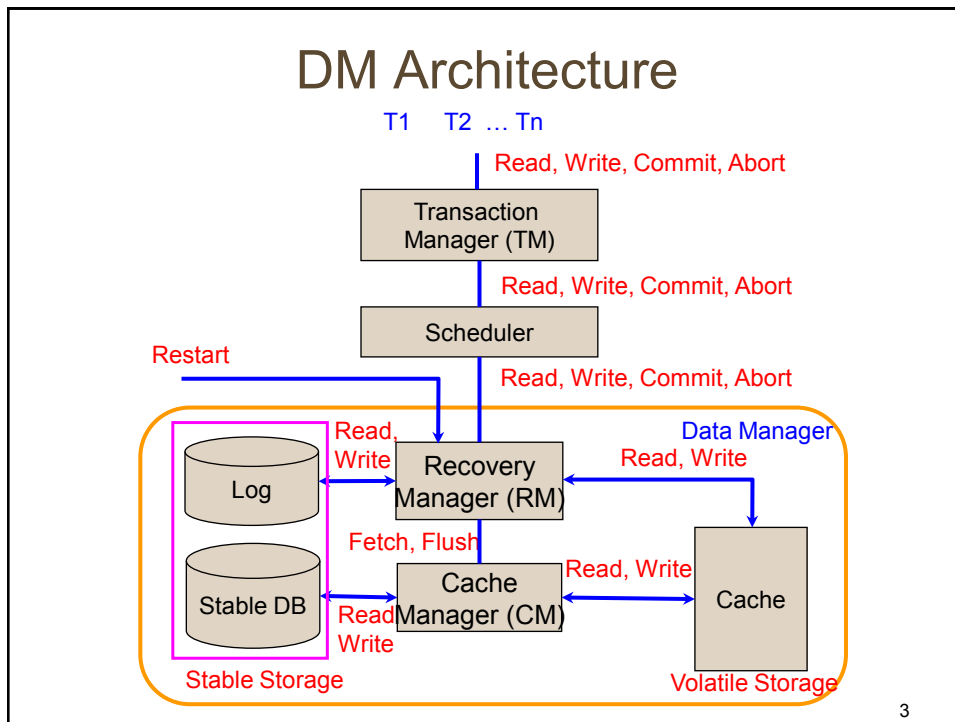 DM Architecture
T1 T2 … Tn
Read, Write, Commit, Abort
Transaction
Manager (TM)
Read, Write, Commit, Abort
Scheduler
Restart
Read, Write, Commit, Abort
Data Manager
Read,
Write
Read, Write
Recovery
Manager (RM)
Log
Fetch, Flush
Read, Write
Cache
Manager (CM)
Stable DB
Cache
Read
Write
Stable Storage
Volatile Storage
3